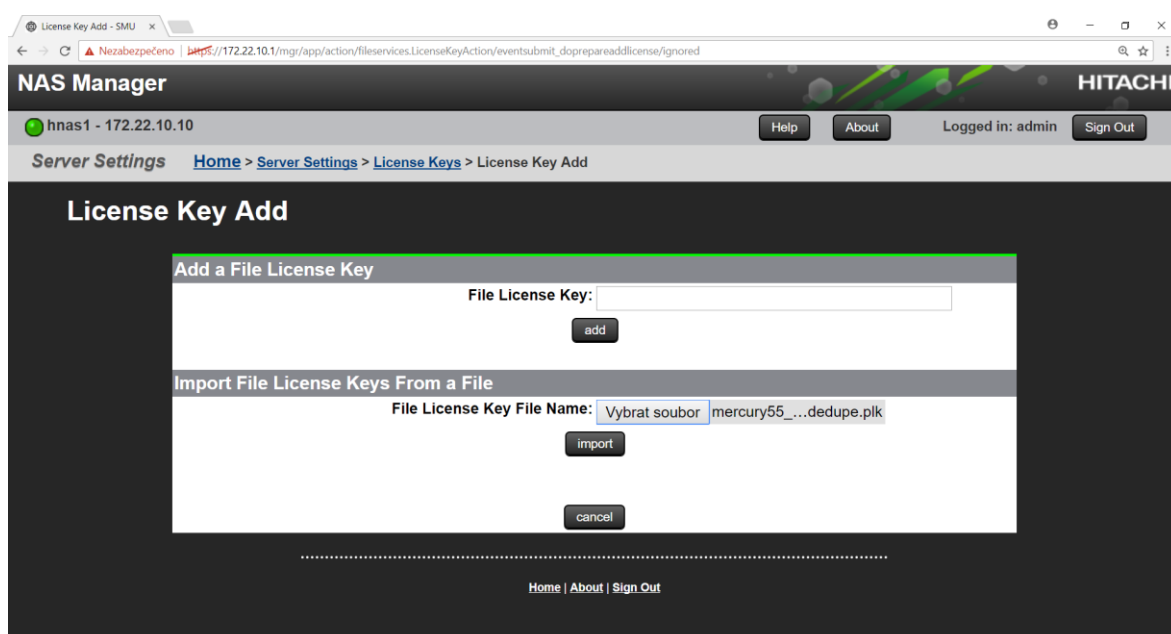 License Key Add - SMU
Nezabezpečeno | https://172.22.10.1/mgr/app/action/fileservices.LicenseKeyAction/eventsubmit_doprepareaddlicense/ignored
NAS Manager
HITACHI
hnas1 - 172.22.10.10
Help
About
Logged in: admin
Sign Out
Server Settings
Home > Server Settings > License Keys > License Key Add
License Key Add
Add a File License Key
File License Key:
add
Import File License Keys From a File
File License Key File Name: Vybrat soubor mercury55_...dedupe.plk
import
cancel
Home | About | Sign Out